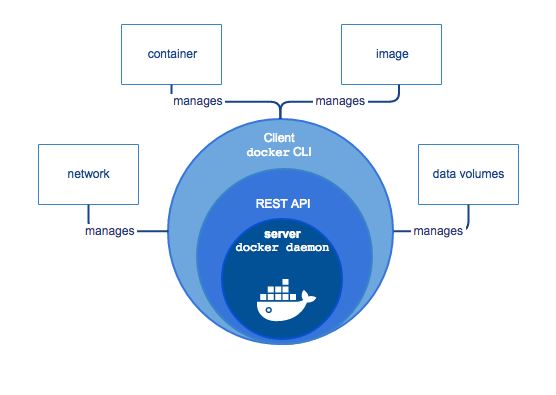 container
image
manages
manages
Client
docker CLI
network
data volumes
REST API
manages
server
docker daemon
manages